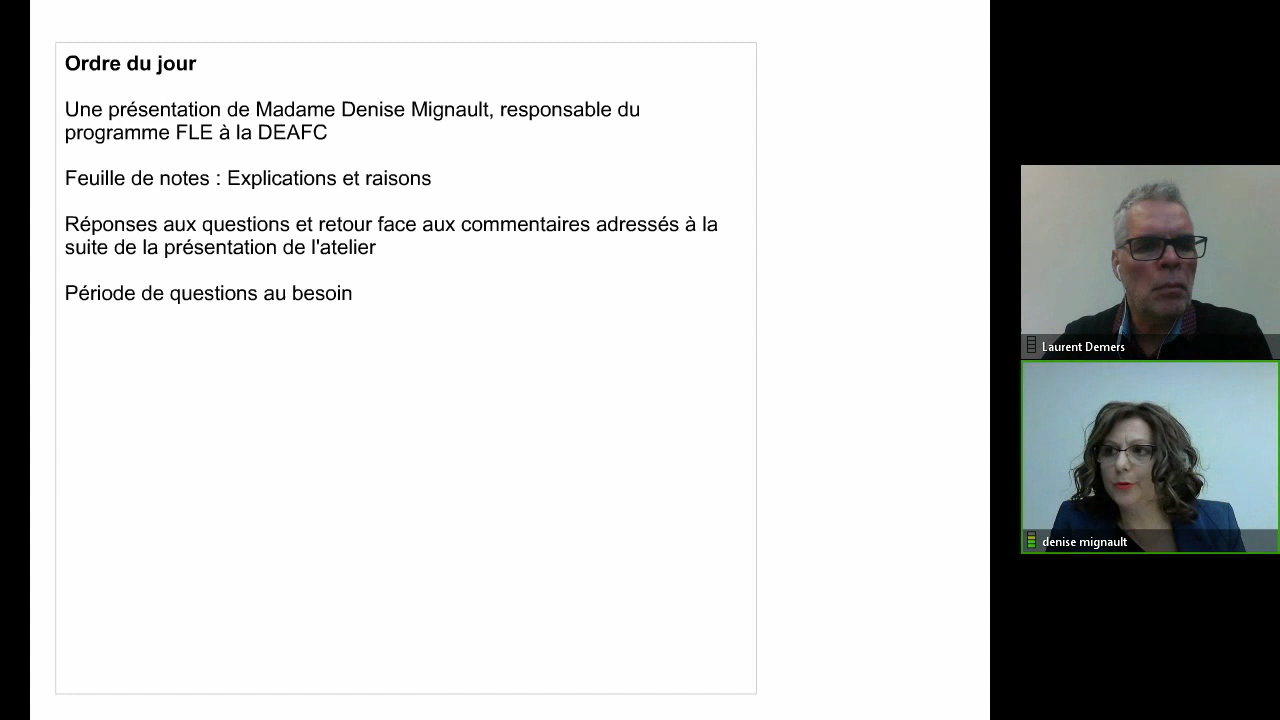 Ordre du jour
Une présentation de Madame Denise Mignault, responsable du
programme FLE à la DEAFC
Feuille de notes : Explications et raisons
Réponses aux questions et retour face aux commentaires adressés à la
suite de la présentation de l'atelier
Période de questions au besoin
Laurent Demers
denise mignault